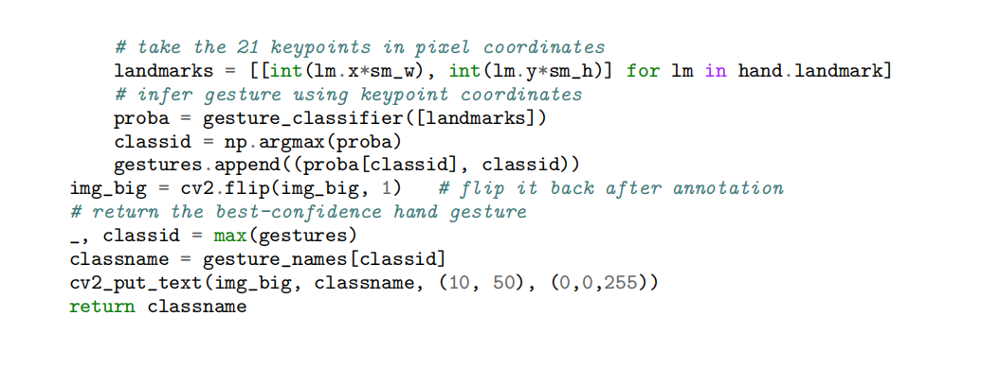 # take the 21 keypoints in pixel coordinates
landmarks = [[int(lm.x*sm_w), int(lm.y*sm_h)] for lm in hand.landmark]
# infer gesture using keypoint coordinates
proba = gesture_classifier([landmarks])
classid = np.argmax(proba)
gestures.append((proba[classid], classid))
img_big = cv2.flip(img_big, 1)   # flip it back after annotation
# return the best-confidence hand gesture
_, classid = max(gestures)
classname = gesture_names[classid]
cv2_put_text(img_big, classname, (10, 50), (0,0,255))
return classname